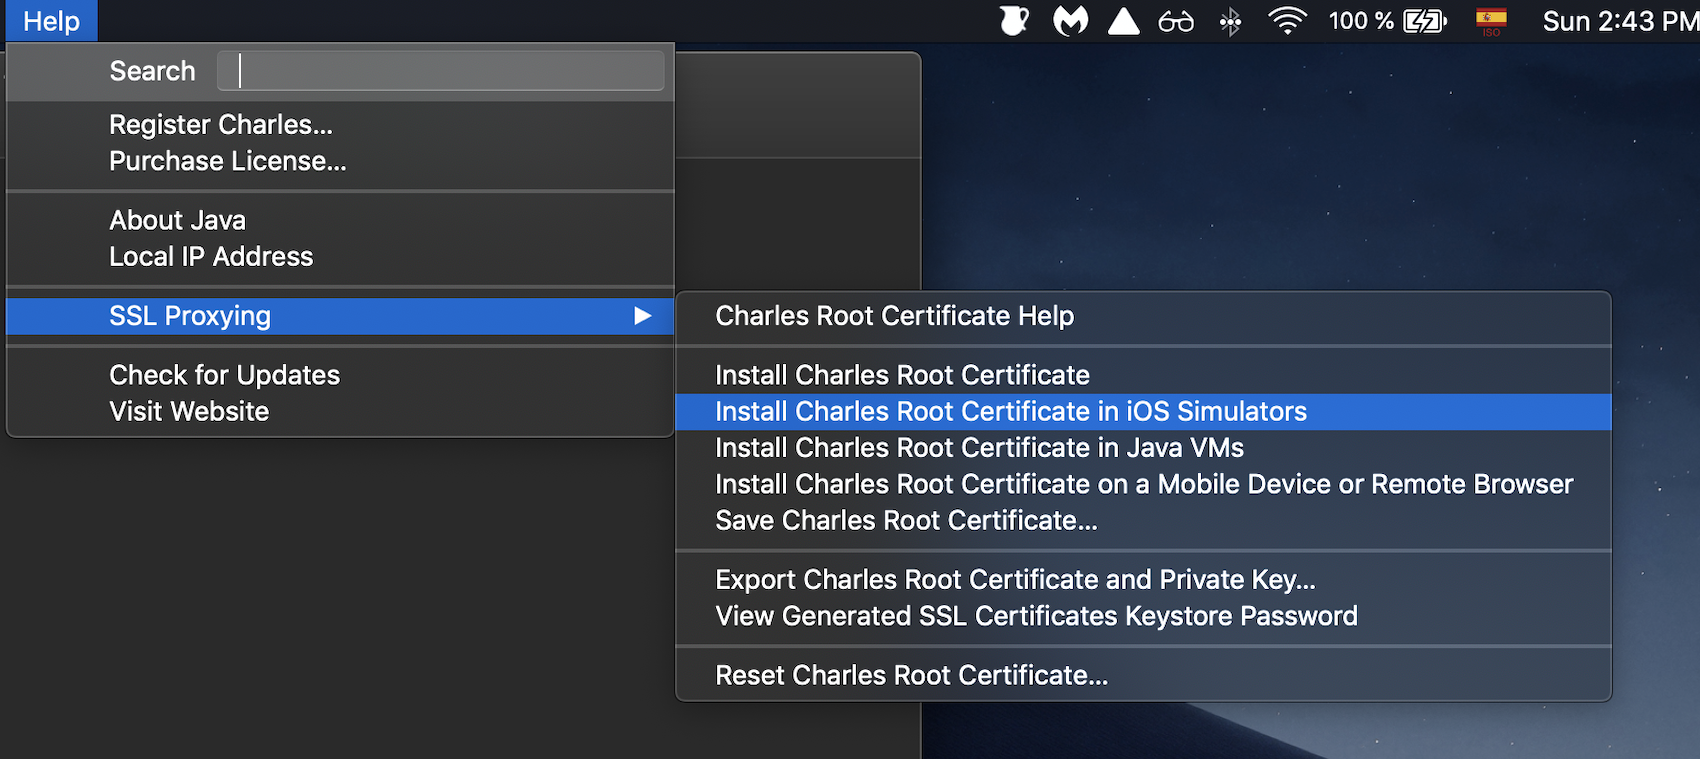 Help
100 %
ISO
Sun 2:43 PM
Search
Register Charles...
Purchase License...
About Java
Local IP Address
SSL Proxying
Check for Updates
Visit Website
Charles Root Certificate Help
Install Charles Root Certificate
Install Charles Root Certificate in iOS Simulators
Install Charles Root Certificate in Java VMs
Install Charles Root Certificate on a Mobile Device or Remote Browser
Save Charles Root Certificate...
Export Charles Root Certificate and Private Key...
View Generated SSL Certificates Keystore Password
Reset Charles Root Certificate...